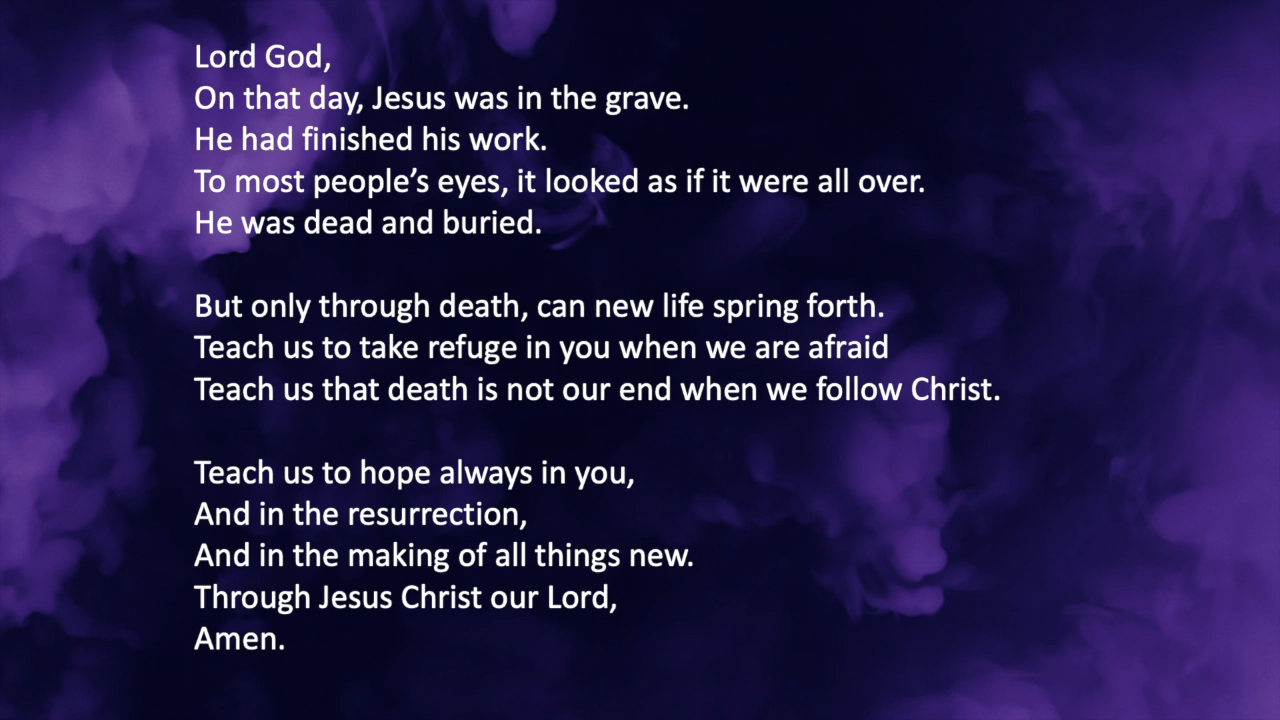 Lord God,
On that day, Jesus was in the grave.
He had finished his work.
To most people’s eyes, it looked as if it were all over.
He was dead and buried.
But only through death, can new life spring forth.
Teach us to take refuge in you when we are afraid
Teach us that death is not our end when we follow Christ.
Teach us to hope always in you,
And in the resurrection,
And in the making of all things new.
Through Jesus Christ our Lord,
Amen.